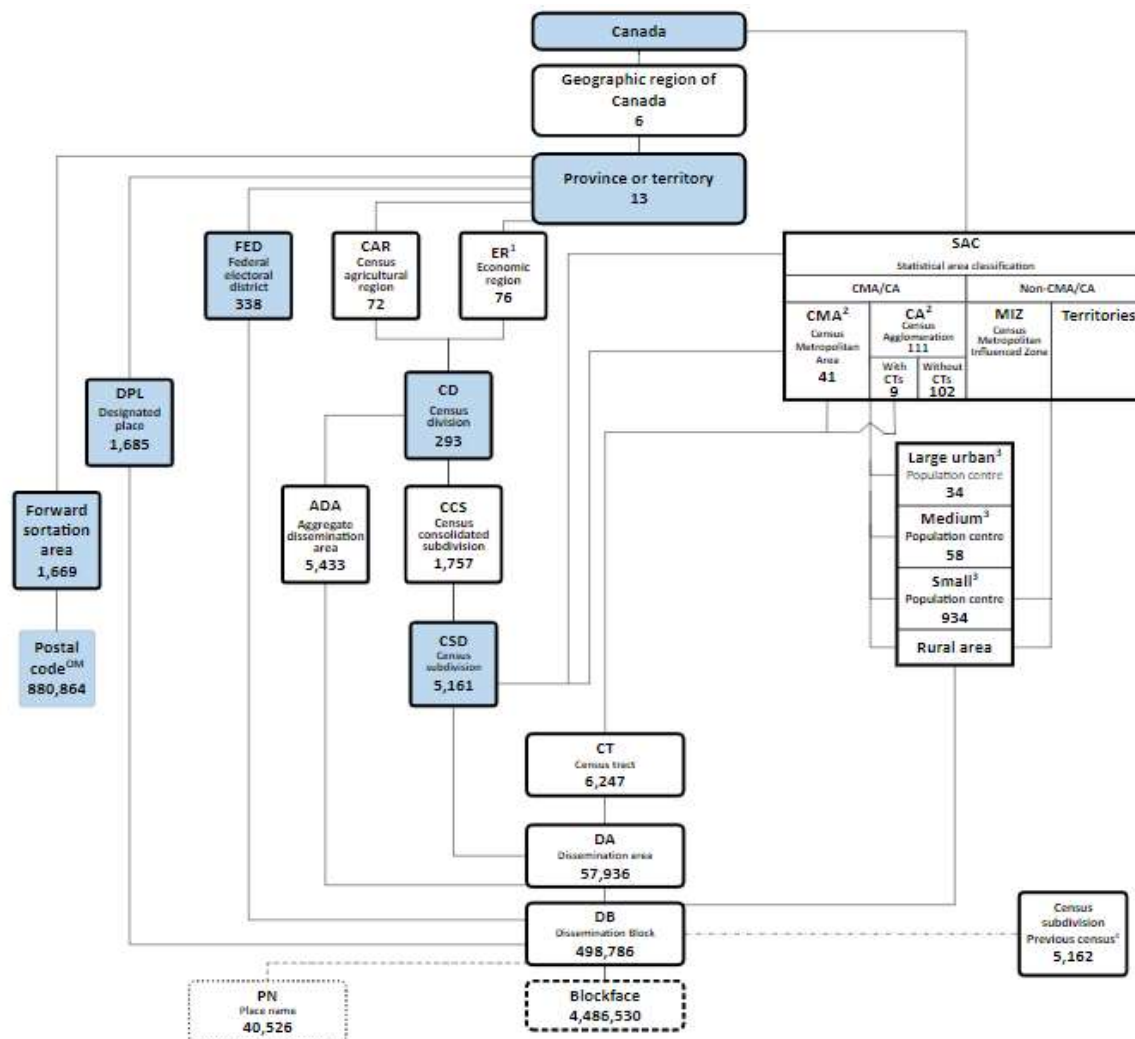 Canada
Geographic region of
Canada
6
Province or territory
13
FED
Federal
electoral
district
338
CAR
Census
agricultural
region
72
ER¹
Economic
region
76
SAC
Statistical area classification
CMA/CA
Non-CMA/CA
CMA²
Census
Metropolitan
Area
41
CA²
Census
Agglomeration
111
With
CTs
9
Without
CTs
102
MIZ
Census
Metropolitan
Influenced Zone
Territories
DPL
Designated
place
1,685
CD
Census
division
293
Large urban³
Population centre
34
Medium³
Population centre
58
Small³
Population centre
934
Rural area
Forward
sortation
area
1,669
ADA
Aggregate
dissemination
area
5,433
CCS
Census
consolidated
subdivision
1,757
Postal
codeᴼᴹ
880,864
CSD
Census
subdivision
5,161
CT
Census tract
6,247
DA
Dissemination area
57,936
DB
Dissemination Block
498,786
Census
subdivision
Previous census⁴
5,162
PN
Place name
40,526
Blockface
4,486,530